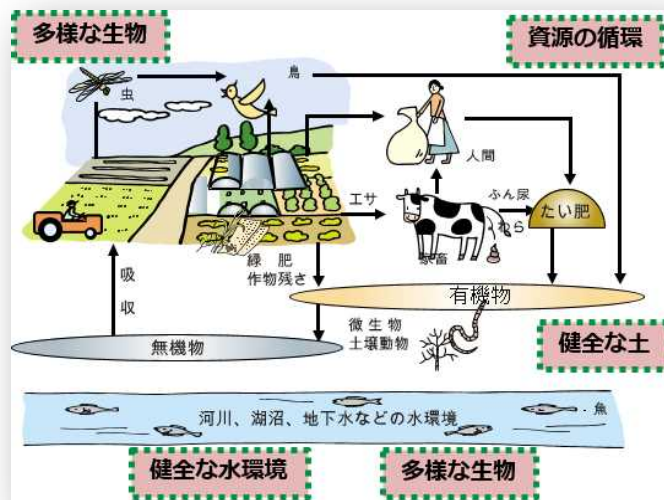 多様な生物
資源の循環
虫
鳥
人間
エサ
ふん尿
わら
たい肥
家畜
緑 肥
作物残さ
吸
収
有機物
微生物
土壌動物
無機物
健全な土
河川、湖沼、地下水などの水環境
魚
健全な水環境
多様な生物